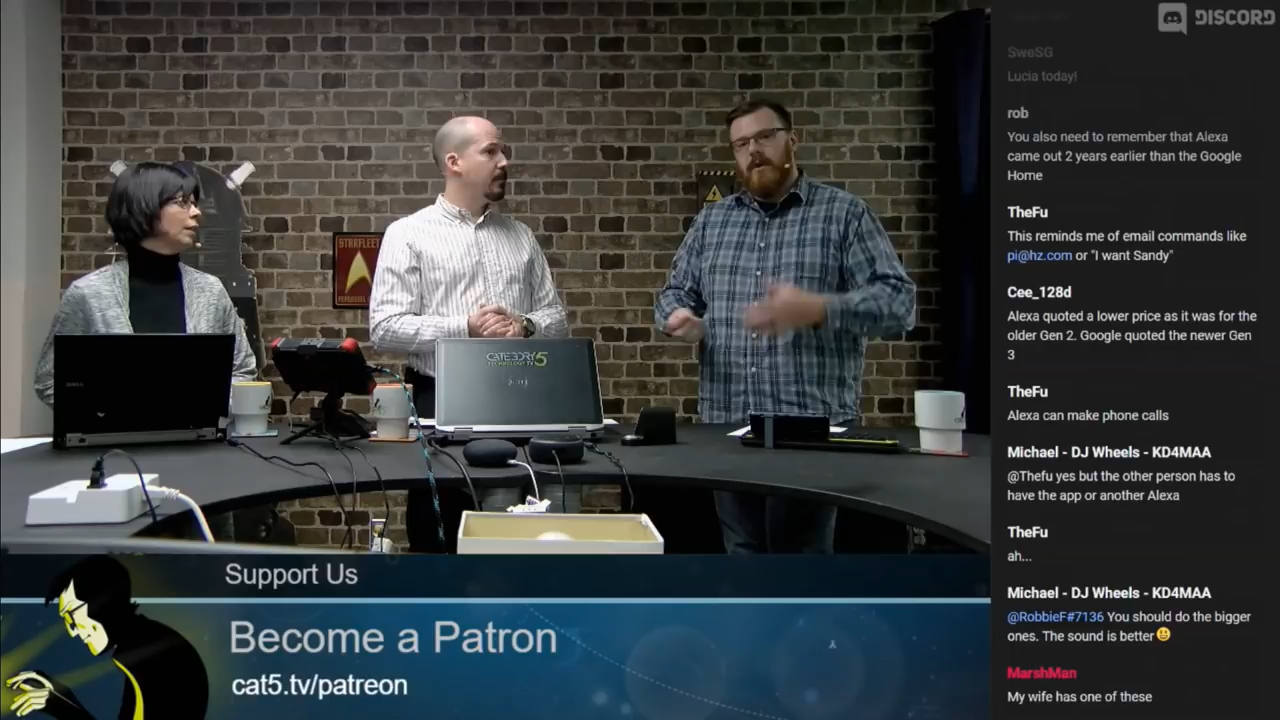 DISCORD
SweSG
Lucia today!
rob
You also need to remember that Alexa
came out 2 years earlier than the Google
Home
TheFu
This reminds me of email commands like
pi@hz.com or "I want Sandy"
Cee_128d
Alexa quoted a lower price as it was for the
older Gen 2. Google quoted the newer Gen
3
TheFu
Alexa can make phone calls
Michael - DJ Wheels - KD4MAA
@Thefu yes but the other person has to
have the app or another Alexa
TheFu
ah...
Michael - DJ Wheels - KD4MAA
@RobbieF#7136 You should do the bigger
ones. The sound is better
MarshMan
My wife has one of these
STARFLEET
CATEGORY5
TECHNOLOGY TV
Support Us
Become a Patron
cat5.tv/patreon